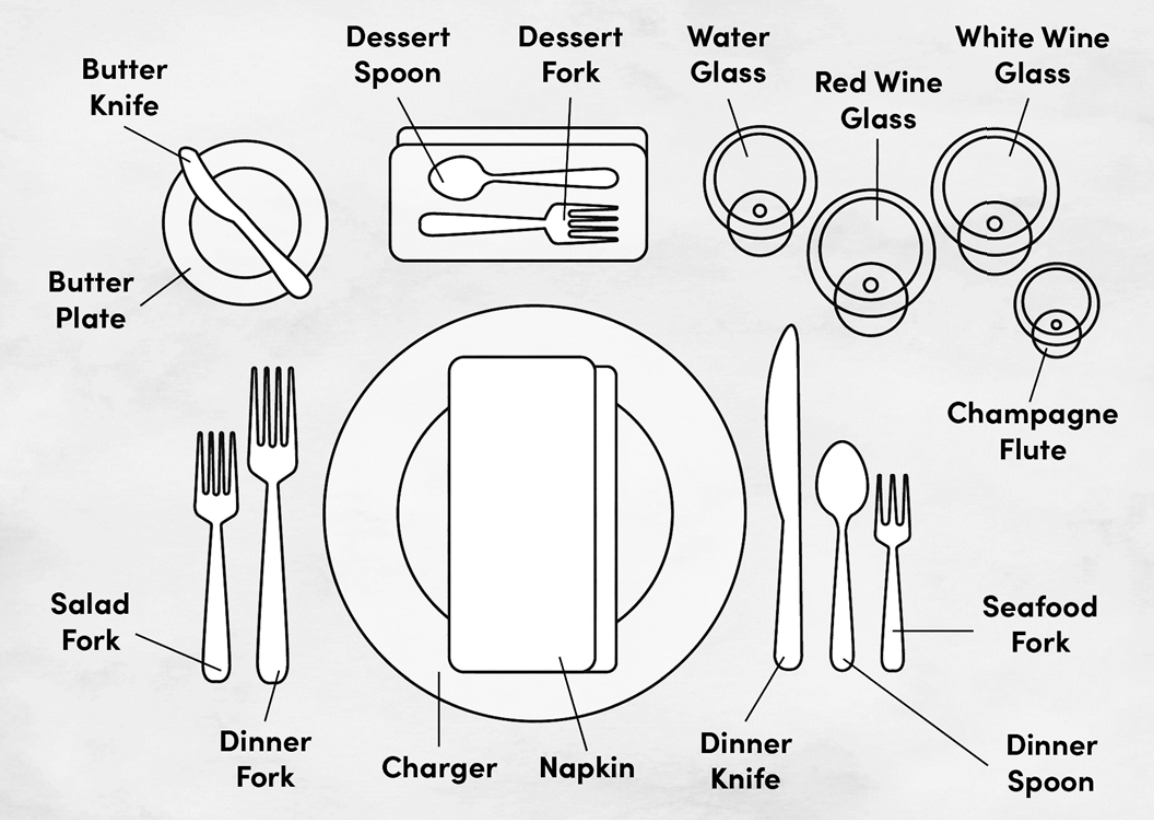 Dessert
Spoon
Dessert
Fork
Water
Glass
White Wine
Glass
Butter
Knife
Red Wine
Glass
Butter
Plate
Champagne
Flute
Salad
Fork
Seafood
Fork
Dinner
Fork
Charger
Napkin
Dinner
Knife
Dinner
Spoon